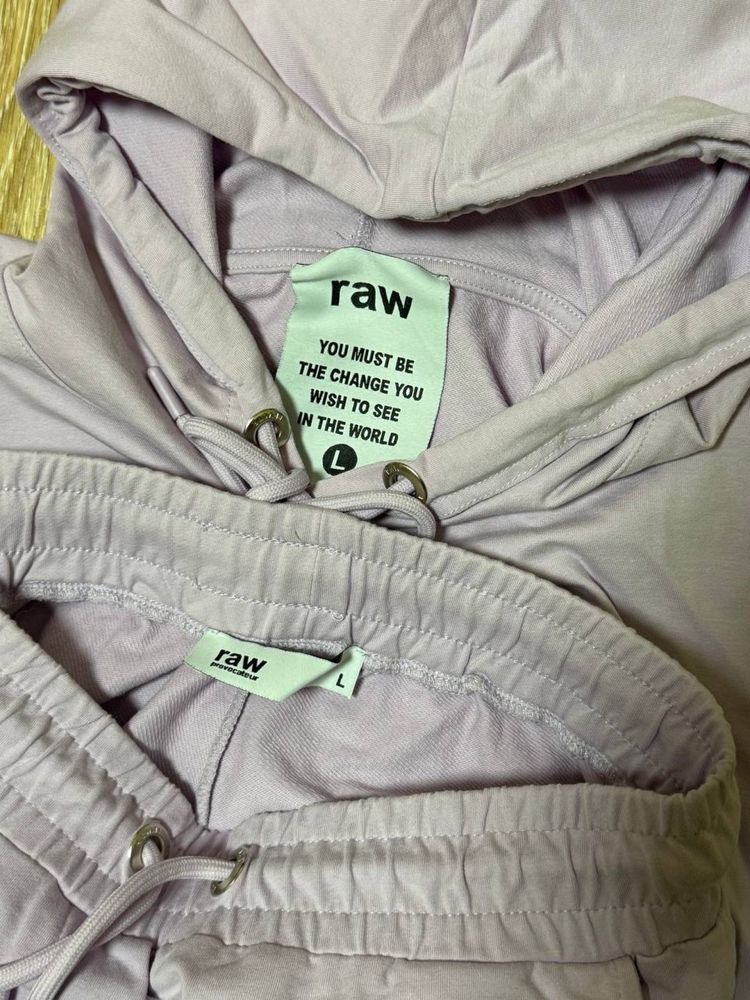 raw
YOU MUST BE
THE CHANGE YOU
WISH TO SEE
IN THE WORLD
L
raw
provocateur
L